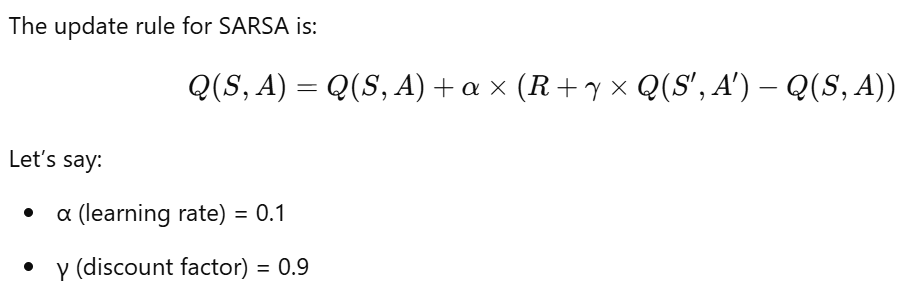 The update rule for SARSA is:
Q(S, A) = Q(S, A) + α × (R + γ × Q(S′, A′) − Q(S, A))
Let’s say:
• α (learning rate) = 0.1
• γ (discount factor) = 0.9